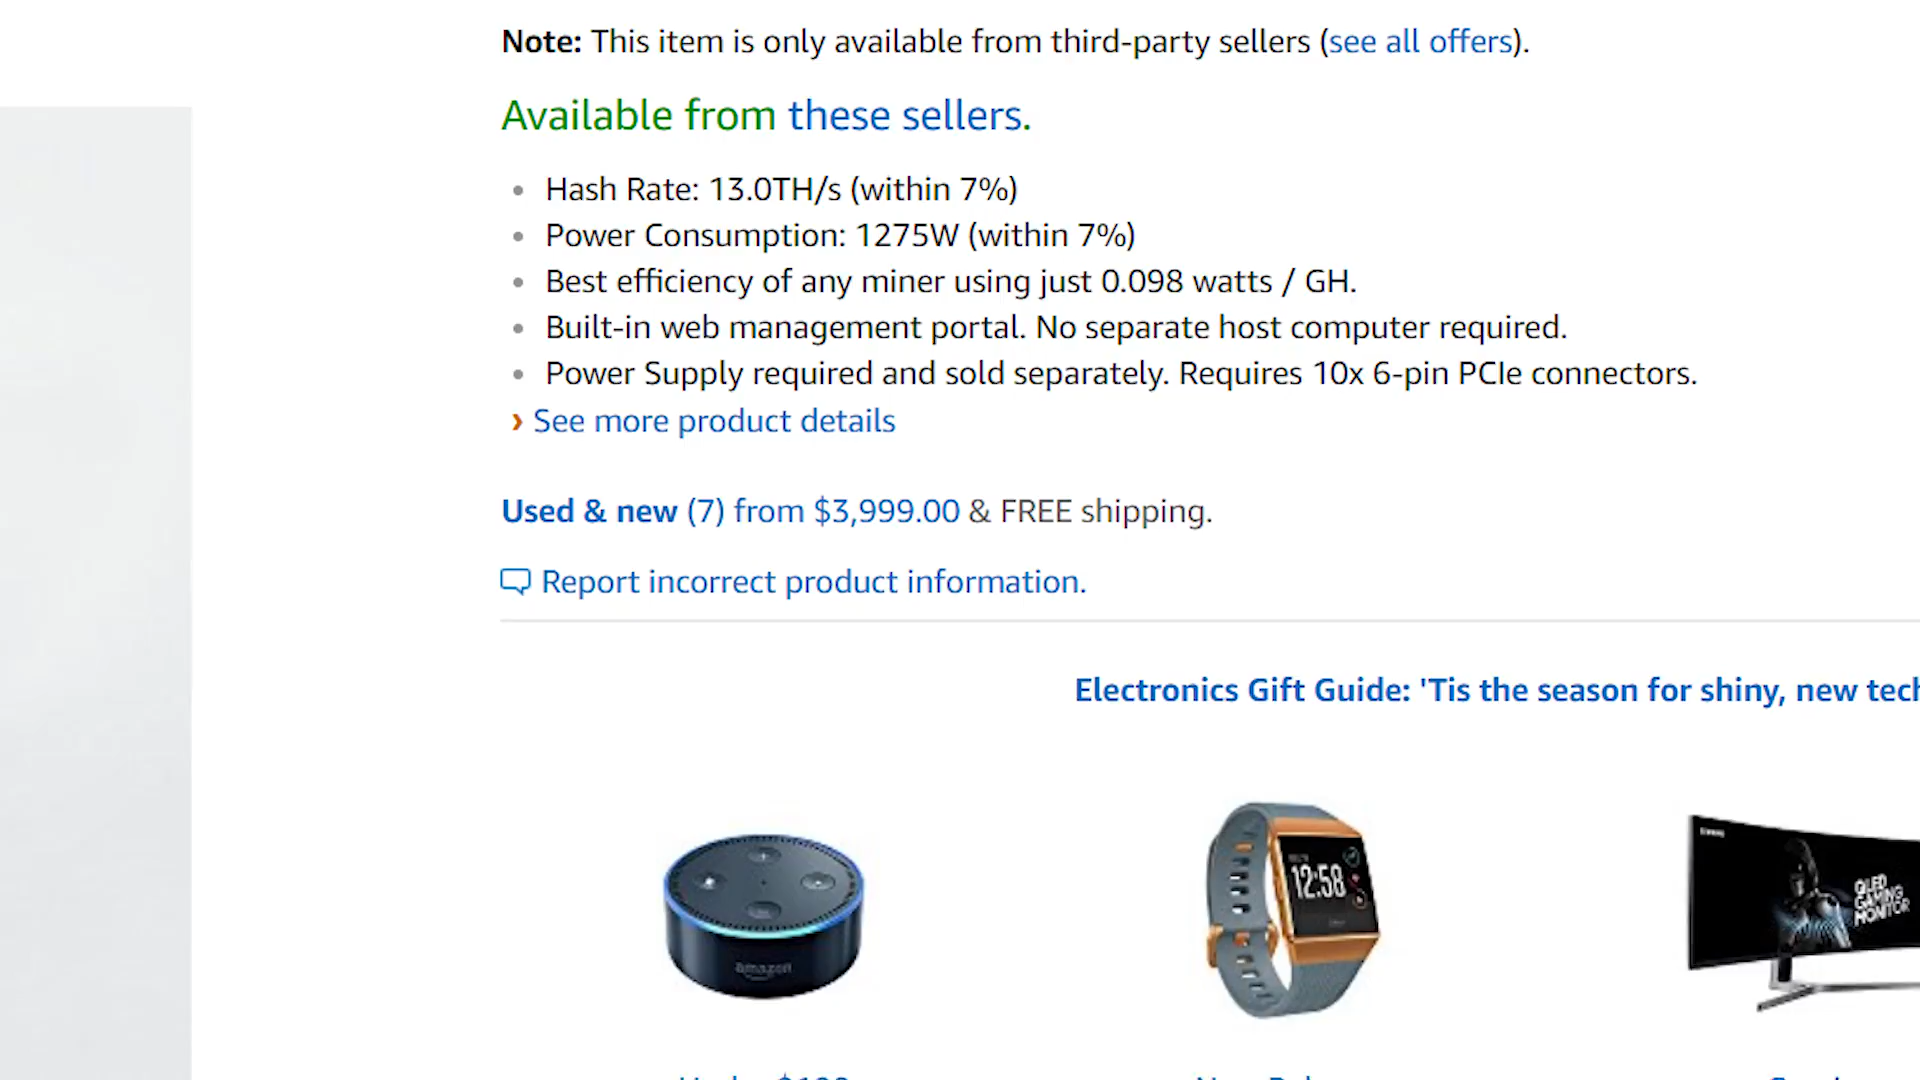 Note: This item is only available from third-party sellers (see all offers).
Available from these sellers.
Hash Rate: 13.0TH/s (within 7%)
Power Consumption: 1275W (within 7%)
Best efficiency of any miner using just 0.098 watts / GH.
Built-in web management portal. No separate host computer required.
Power Supply required and sold separately. Requires 10x 6-pin PCIe connectors.
› See more product details
Used & new (7) from $3,999.00 & FREE shipping.
Report incorrect product information.
Electronics Gift Guide: 'Tis the season for shiny, new tech
amazon
12:58
QLED
GAMING
MONITOR